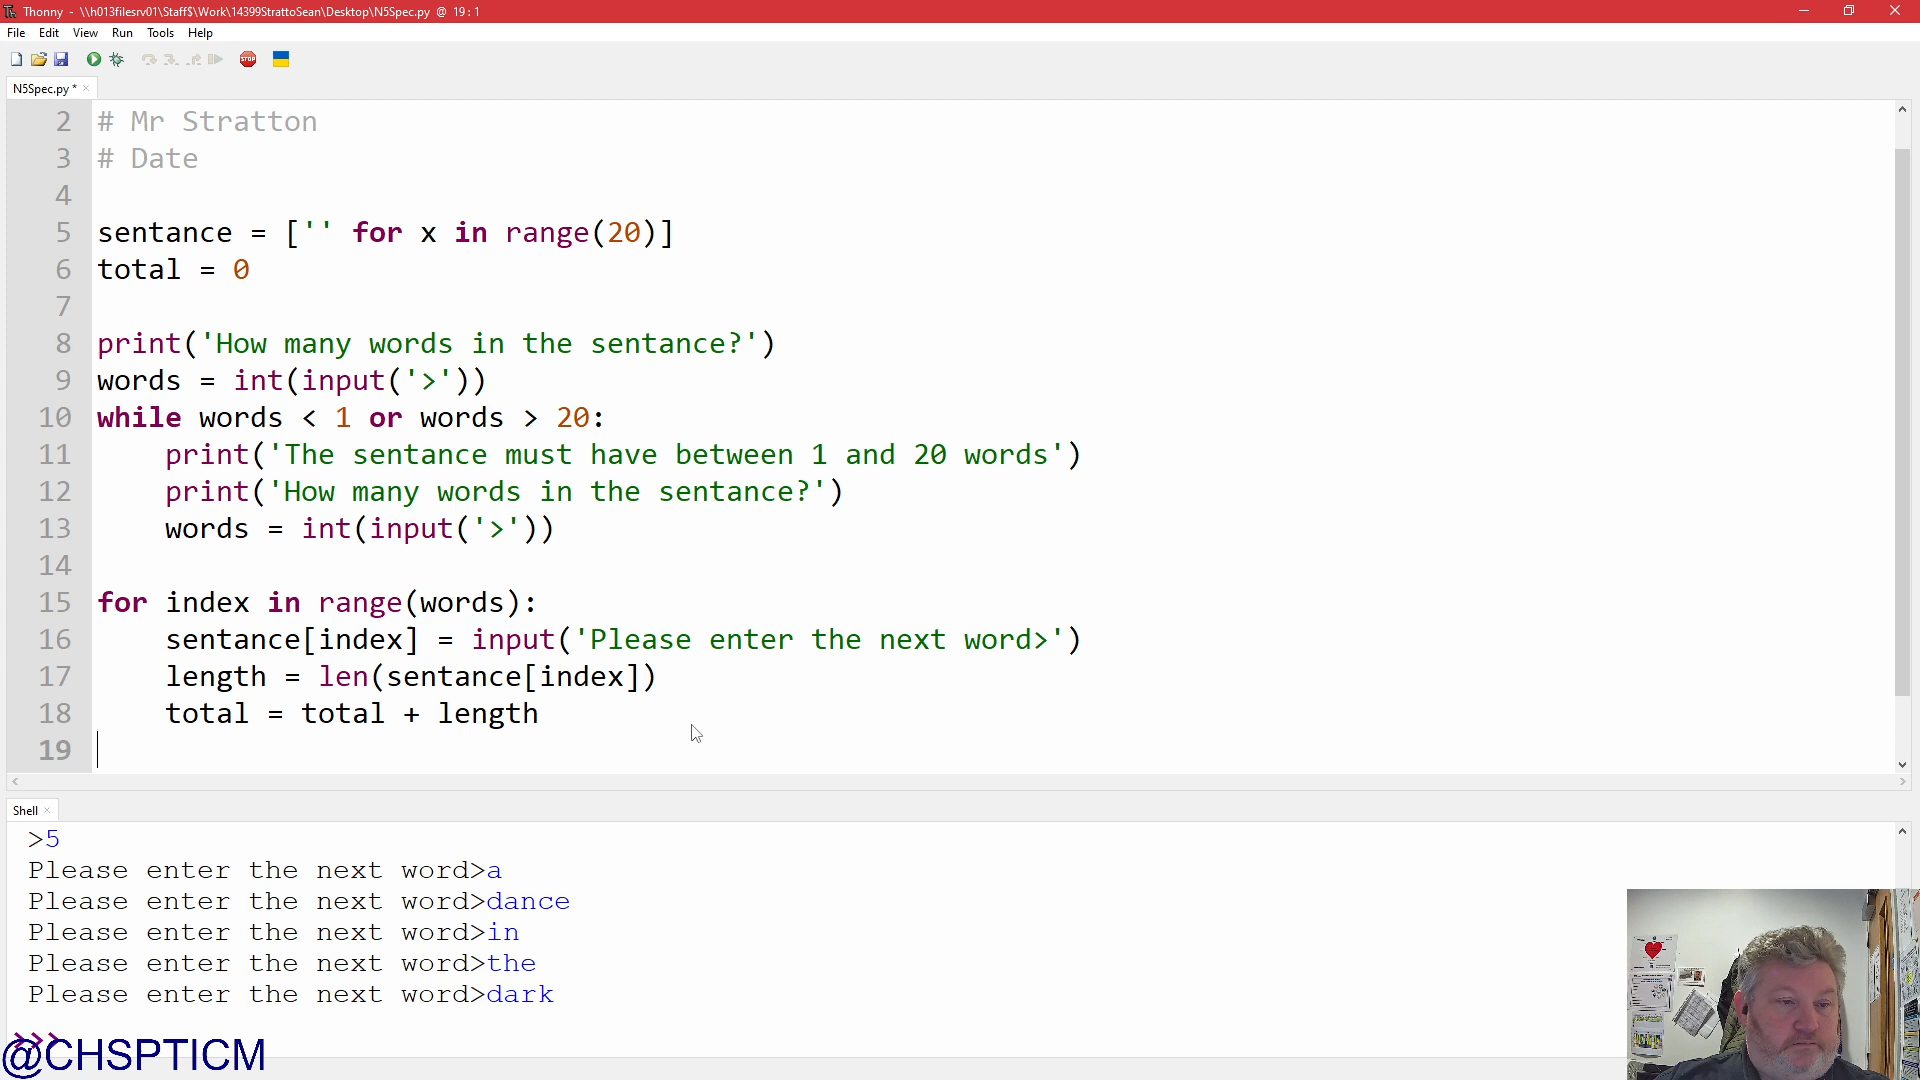 Thonny - \\h013filesrv01\Staff$\Work\14399StrattoSean\Desktop\N5Spec.py @ 19:1
File Edit View Run Tools Help
STOP
N5Spec.py *
2 # Mr Stratton
3 # Date
4
5 sentance = ['' for x in range(20)]
6 total = 0
7
8 print('How many words in the sentance?')
9 words = int(input('>'))
10 while words < 1 or words > 20:
11     print('The sentance must have between 1 and 20 words')
12     print('How many words in the sentance?')
13     words = int(input('>'))
14
15 for index in range(words):
16     sentance[index] = input('Please enter the next word>')
17     length = len(sentance[index])
18     total = total + length
19
Shell
>5
Please enter the next word>a
Please enter the next word>dance
Please enter the next word>in
Please enter the next word>the
Please enter the next word>dark
>>>
@CHSPTICM